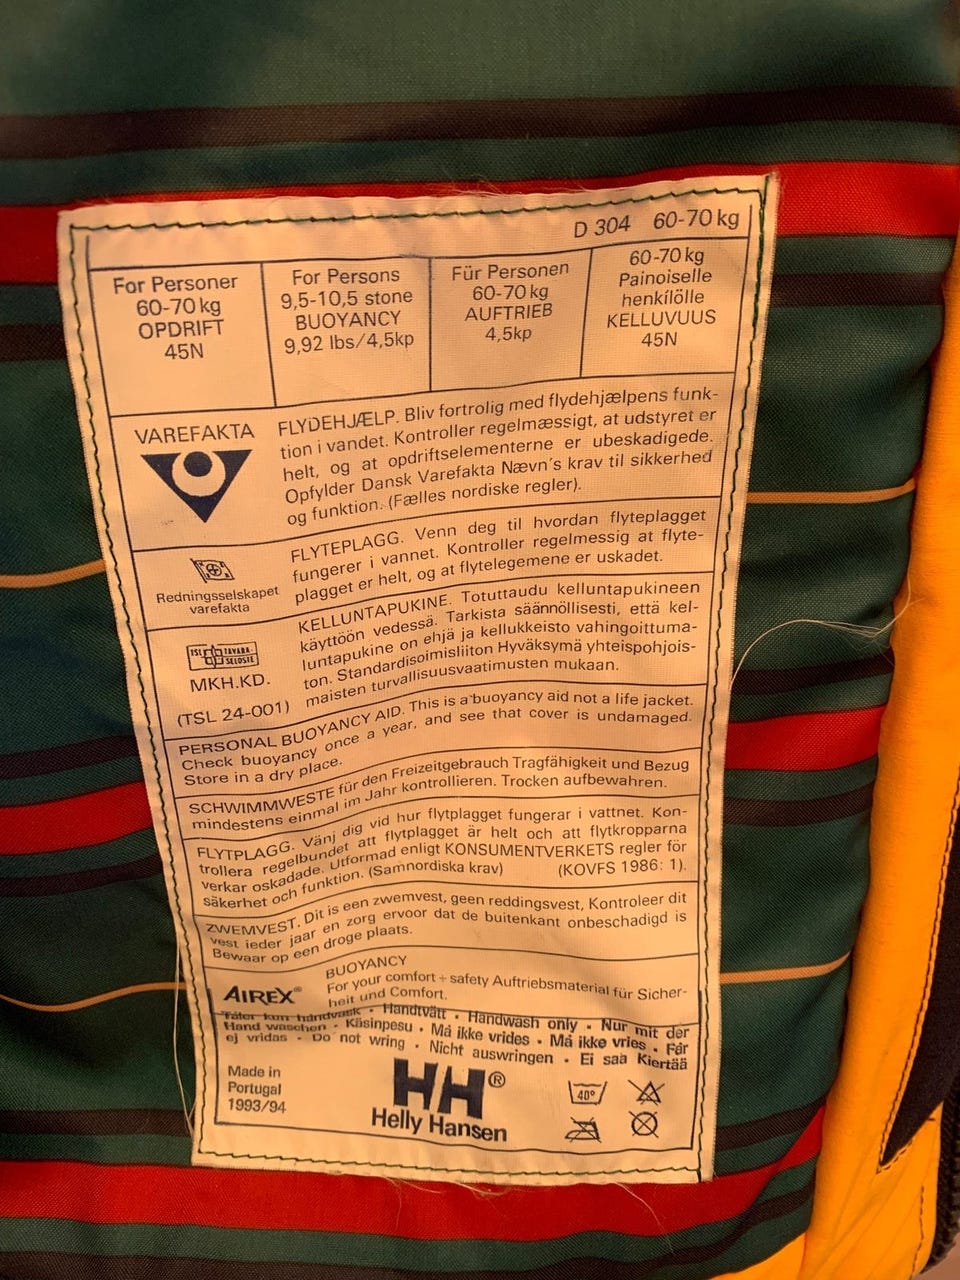 D 304 60-70 kg
For Personer
60-70 kg
OPDRIFT
45N
For Persons
9,5-10,5 stone
BUOYANCY
9,92 lbs/4,5kp
Für Personen
60-70 kg
AUFTRIEB
4,5kp
60-70 kg
Painoiselle
henkilölle
KELLUVUUS
45N
VAREFAKTA
FLYDEHJÆLP. Bliv fortrolig med flydehjælpens funk-
tion i vandet. Kontroller regelmæssigt, at udstyret er
helt, og at opdriftselementerne er ubeskadigede.
Opfylder Dansk Varefakta Nævn's krav til sikkerhed
og funktion. (Fælles nordiske regler).
Redningsselskapet
varefakta
FLYTEPLAGG. Venn deg til hvordan flyteplagget
fungerer i vannet. Kontroller regelmessig at flyte-
plagget er helt, og at flytelegemene er uskadet.
TSL TAVARA-
SELOSTE
MKH.KD.
(TSL 24-001)
KELLUNTAPUKINE. Totuttaudu kelluntapukineen
käyttöön vedessä. Tarkista säännöllisesti, että kel-
luntapukine on ehjä ja kellukkeisto vahingoittuma-
ton. Standardisoimisliiton Hyväksymä yhteispohjois-
maisten turvallisuusvaatimusten mukaan.
PERSONAL BUOYANCY AID. This is a buoyancy aid not a life jacket.
Check buoyancy once a year, and see that cover is undamaged.
Store in a dry place.
SCHWIMMWESTE für den Freizeitgebrauch Tragfähigkeit und Bezug
mindestens einmal im Jahr kontrollieren. Trocken aufbewahren.
FLYTPLAGG. Vänj dig vid hur flytplagget fungerar i vattnet. Kon-
trollera regelbundet att flytplagget är helt och att flytkropparna
verkar oskadade. Utformad enligt KONSUMENTVERKETS regler för
säkerhet och funktion. (Samnordiska krav) (KOVFS 1986: 1).
ZWEMVEST. Dit is een zwemvest, geen reddingsvest, Kontroleer dit
vest ieder jaar en zorg ervoor dat de buitenkant onbeschadigd is
Bewaar op een droge plaats.
AIREX®
BUOYANCY
For your comfort + safety Auftriebsmaterial für Sicher-
heit und Comfort.
Tåler kun håndvask • Handtvätt • Handwash only • Nur mit der
Hand waschen • Käsinpesu • Må ikke vrides • Må ikke vries • Får
ej vridas • Do not wring • Nicht auswringen • Ei saa Kiertää
Made in
Portugal
1993/94
HH®
Helly Hansen
40°